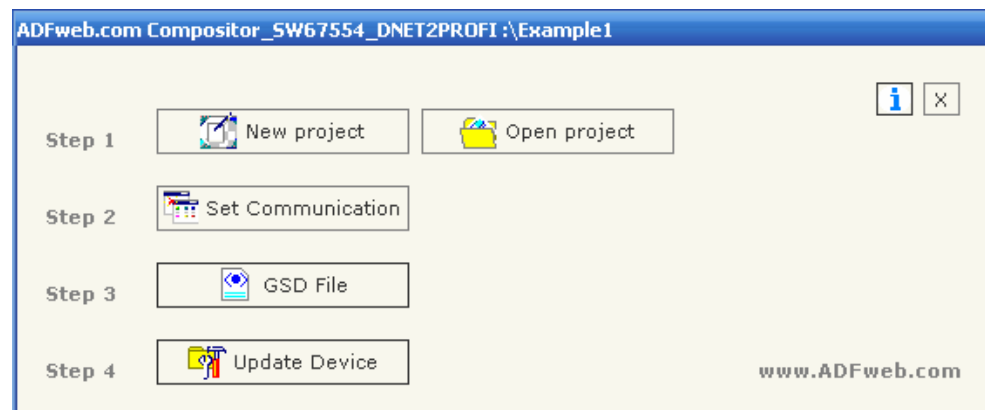 ADFweb.com Compositor_SW67554_DNET2PROFI :\Example1
i X
Step 1 New project Open project
Step 2 Set Communication
Step 3 GSD File
Step 4 Update Device
www.ADFweb.com